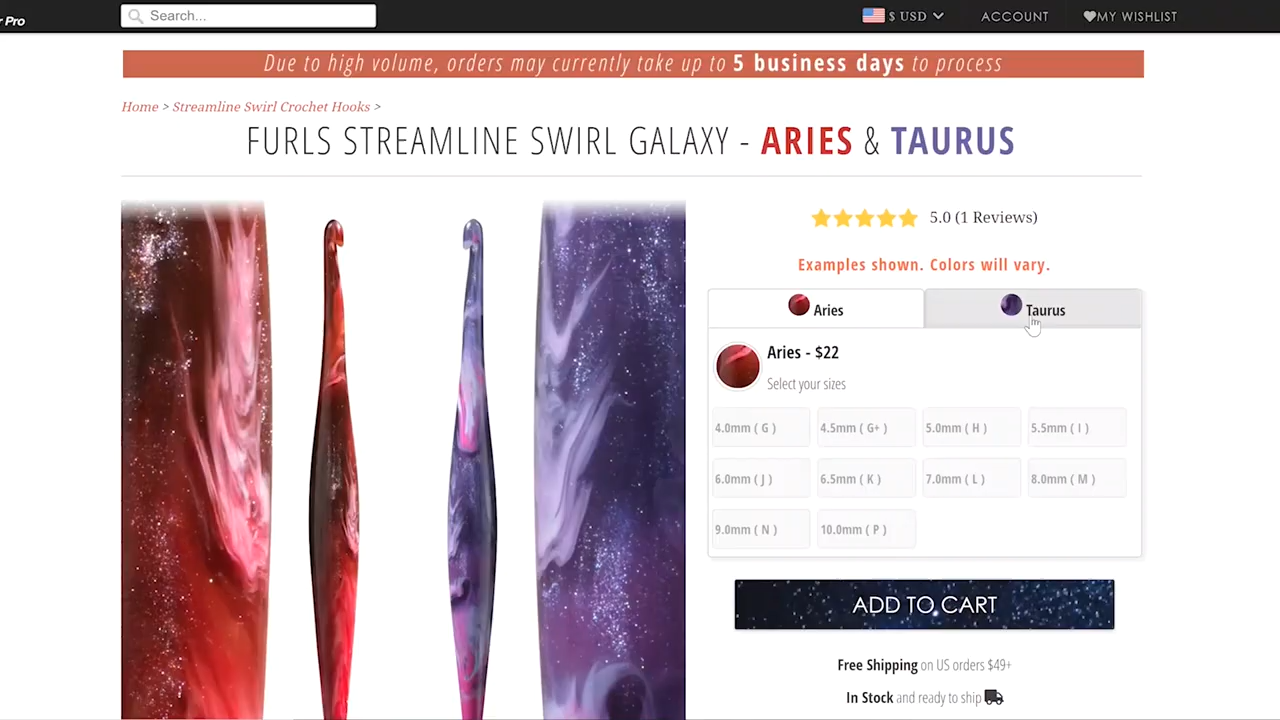 r Pro
Search...
$ USD
ACCOUNT
MY WISHLIST
Due to high volume, orders may currently take up to 5 business days to process
Home > Streamline Swirl Crochet Hooks >
FURLS STREAMLINE SWIRL GALAXY - ARIES & TAURUS
5.0 (1 Reviews)
Examples shown. Colors will vary.
Aries
Taurus
Aries - $22
Select your sizes
4.0mm ( G )
4.5mm ( G+ )
5.0mm ( H )
5.5mm ( I )
6.0mm ( J )
6.5mm ( K )
7.0mm ( L )
8.0mm ( M )
9.0mm ( N )
10.0mm ( P )
ADD TO CART
Free Shipping on US orders $49+
In Stock and ready to ship